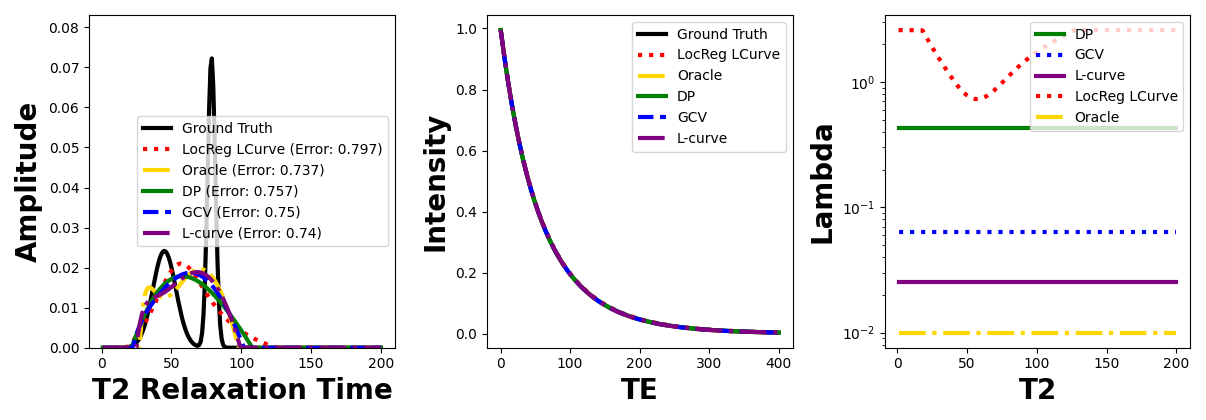 Amplitude
0.08
0.07
0.06
0.05
0.04
0.03
0.02
0.01
0.00
Ground Truth
LocReg LCurve (Error: 0.797)
Oracle (Error: 0.737)
DP (Error: 0.757)
GCV (Error: 0.75)
L-curve (Error: 0.74)
0 50 100 150 200
T2 Relaxation Time
Intensity
1.0
0.8
0.6
0.4
0.2
0.0
Ground Truth
LocReg LCurve
Oracle
DP
GCV
L-curve
0 100 200 300 400
TE
Lambda
10⁰
10⁻¹
10⁻²
DP
GCV
L-curve
LocReg LCurve
Oracle
0 50 100 150 200
T2